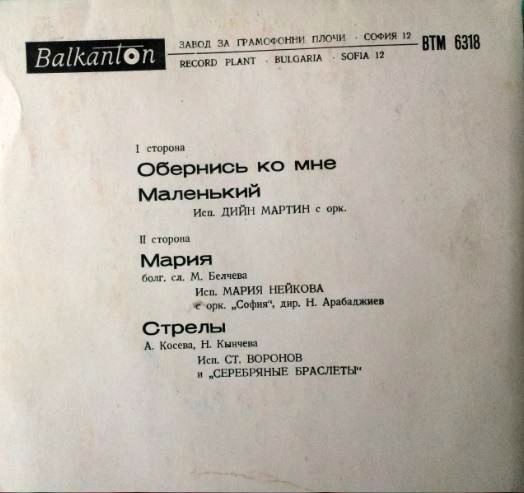 Balkanton
ЗАВОД ЗА ГРАМОФОННИ ПЛОЧИ · СОФИЯ 12
RECORD PLANT · BULGARIA · SOFIA 12
ВТМ 6318
I сторона
Обернись ко мне
Маленький
Исп. ДИЙН МАРТИН с орк.
II сторона
Мария
болг. сл. М. Белчева
Исп. МАРИЯ НЕЙКОВА
с орк. „София", дир. Н. Арабаджиев
Стрелы
А. Косева, Н. Кынчева
Исп. СТ. ВОРОНОВ
и „СЕРЕБРЯНЫЕ БРАСЛЕТЫ"